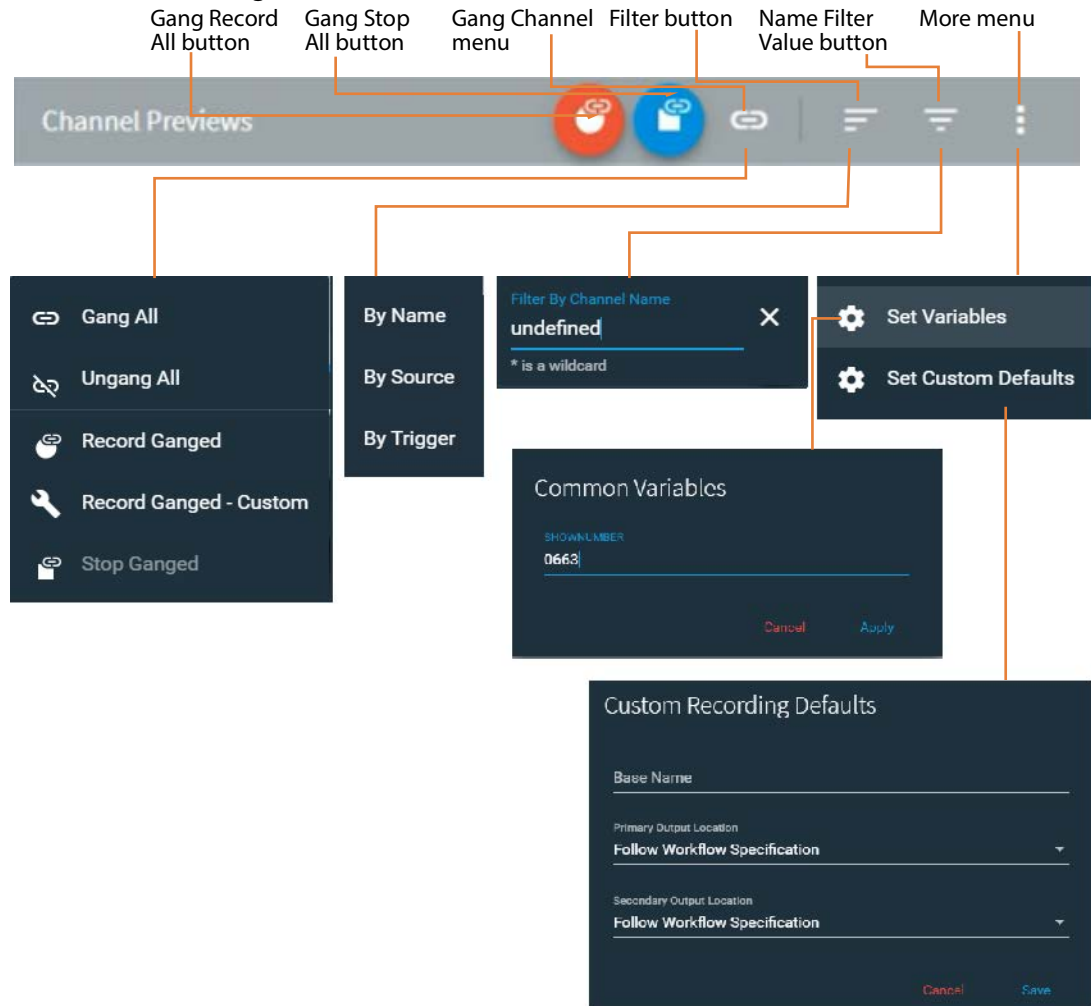 Gang Record
All button
Gang Stop
All button
Gang Channel
menu
Filter button
Name Filter
Value button
More menu
Channel Previews
Gang All
Ungang All
Record Ganged
Record Ganged - Custom
Stop Ganged
By Name
By Source
By Trigger
Filter By Channel Name
undefined
* is a wildcard
Set Variables
Set Custom Defaults
Common Variables
SHOWNUMBER
0663
Cancel
Apply
Custom Recording Defaults
Base Name
Primary Output Location
Follow Workflow Specification
Secondary Output Location
Follow Workflow Specification
Cancel
Save